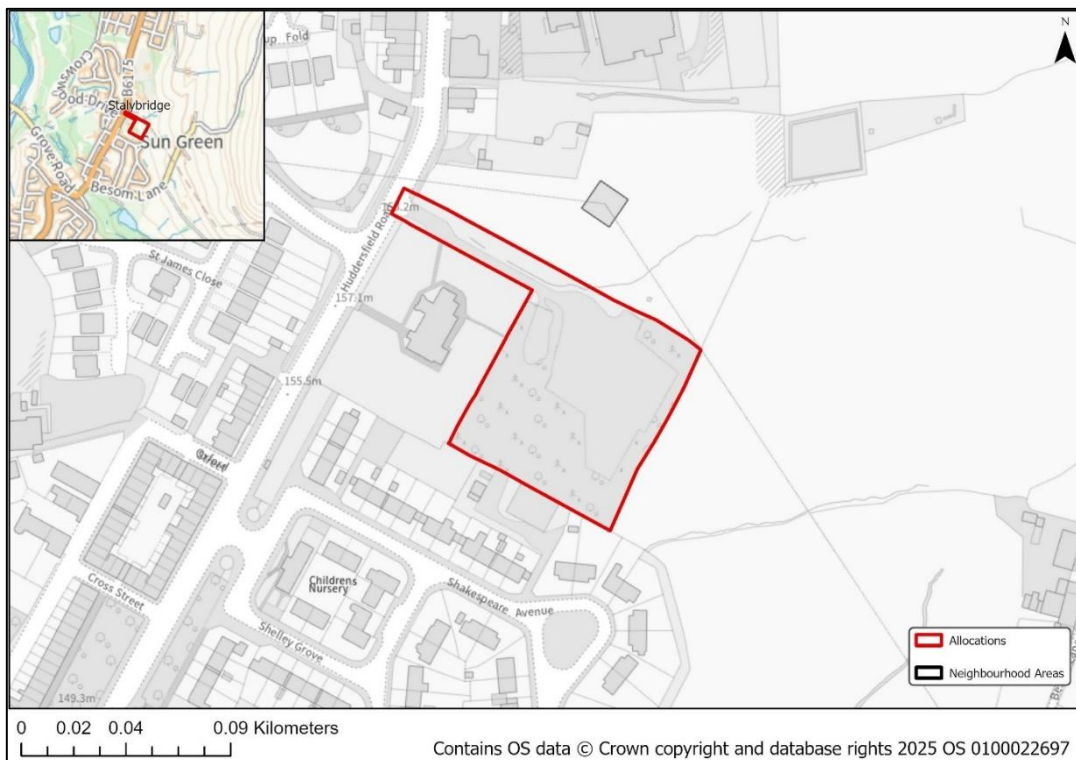 B6175
Stalybridge
Sun Green
Grove Road
Besom Lane
N
Huddersfield Road
St James Close
157.1m
155.5m
Cross Street
Childrens
Nursery
Shakespeare Avenue
Shelley Grove
149.3m
Allocations
Neighbourhood Areas
0 0.02 0.04 0.09 Kilometers
Contains OS data © Crown copyright and database rights 2025 OS 0100022697